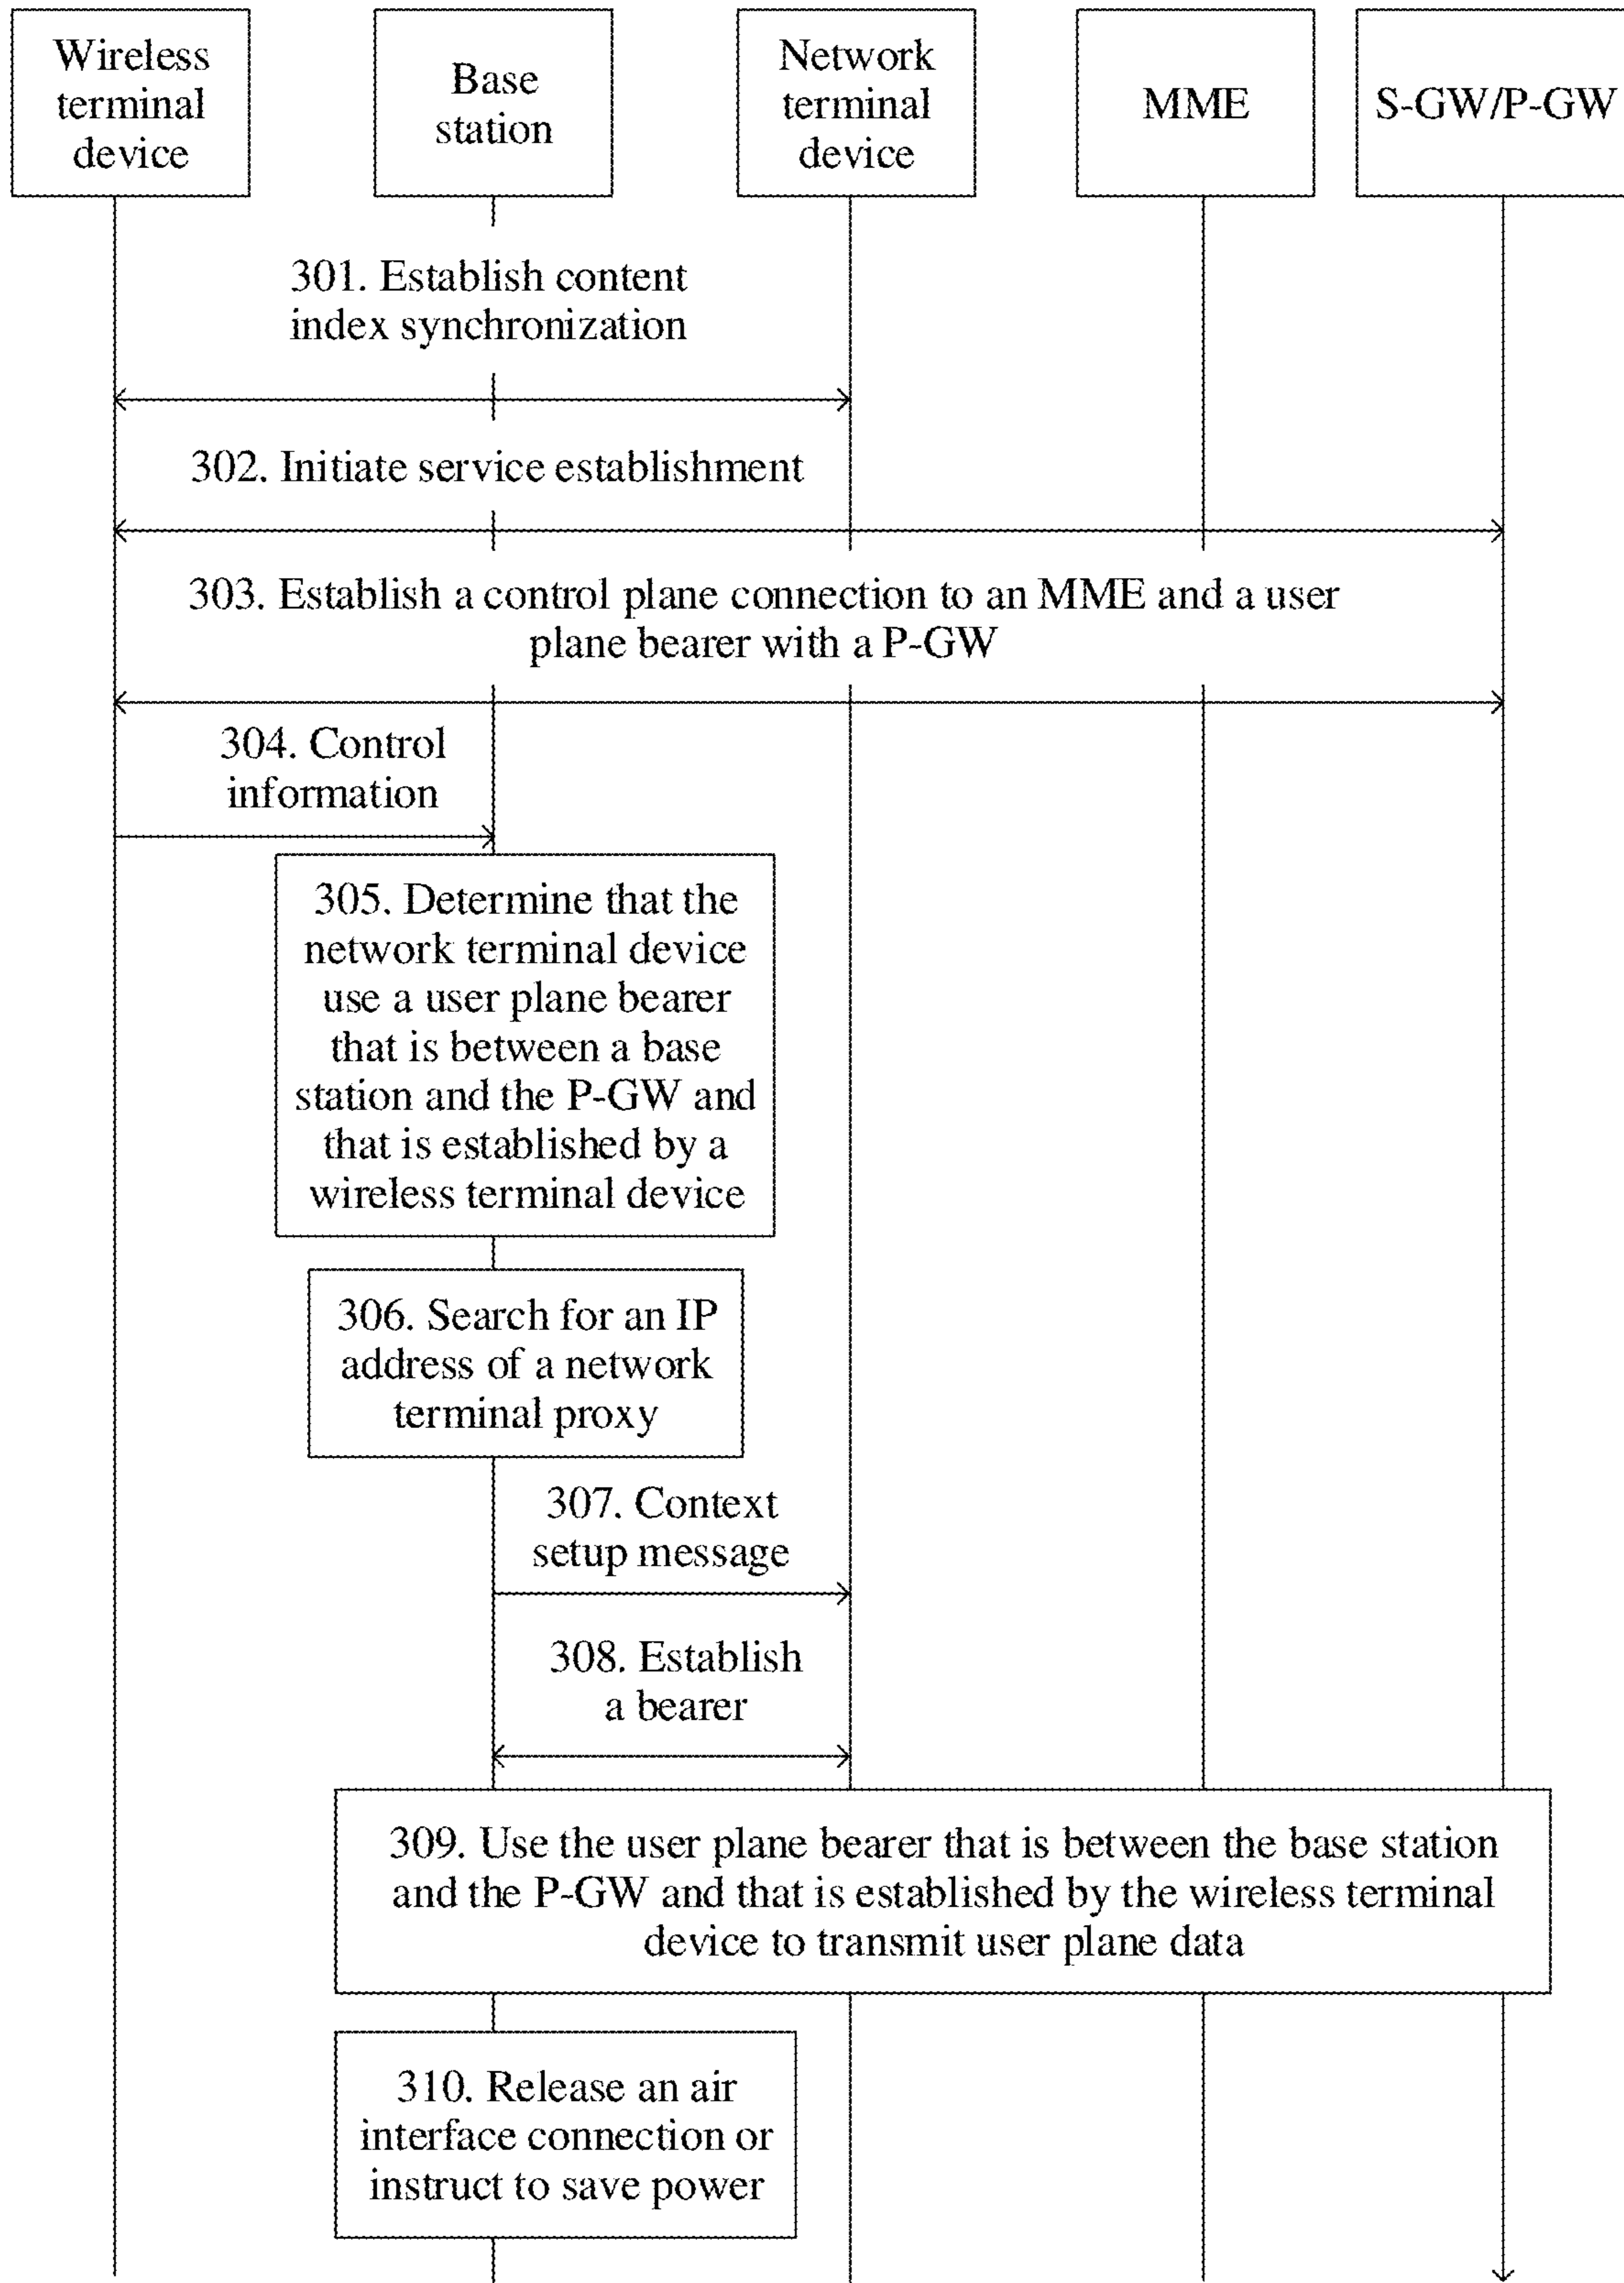 Wireless
terminal
device
Base
station
Network
terminal
device
MME
S-GW/P-GW
301. Establish content
index synchronization
302. Initiate service establishment
303. Establish a control plane connection to an MME and a user
plane bearer with a P-GW
304. Control
information
305. Determine that the
network terminal device
use a user plane bearer
that is between a base
station and the P-GW and
that is established by a
wireless terminal device
306. Search for an IP
address of a network
terminal proxy
307. Context
setup message
308. Establish
a bearer
309. Use the user plane bearer that is between the base station
and the P-GW and that is established by the wireless terminal
device to transmit user plane data
310. Release an air
interface connection or
instruct to save power